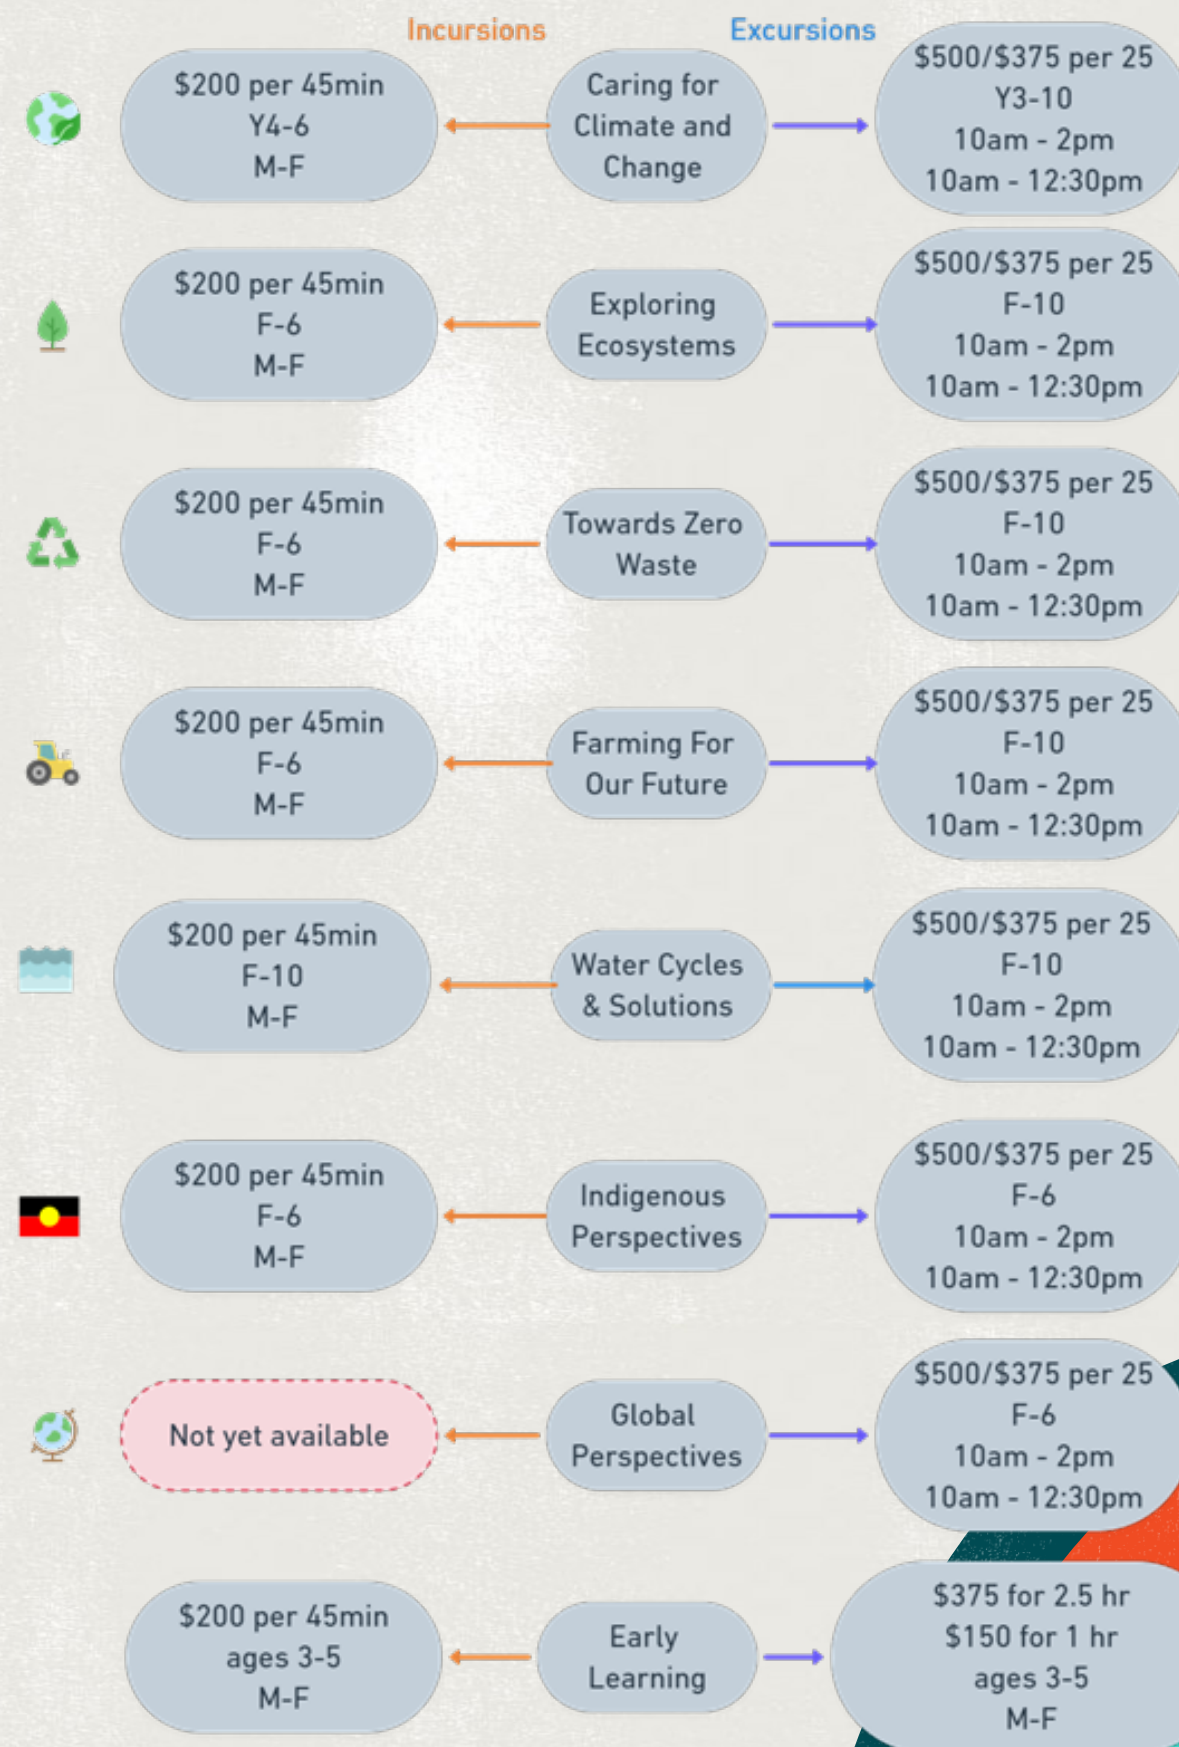 Incursions
Excursions
$200 per 45min
Y4-6
M-F
Caring for
Climate and
Change
$500/$375 per 25
Y3-10
10am - 2pm
10am - 12:30pm
$200 per 45min
F-6
M-F
Exploring
Ecosystems
$500/$375 per 25
F-10
10am - 2pm
10am - 12:30pm
$200 per 45min
F-6
M-F
Towards Zero
Waste
$500/$375 per 25
F-10
10am - 2pm
10am - 12:30pm
$200 per 45min
F-6
M-F
Farming For
Our Future
$500/$375 per 25
F-10
10am - 2pm
10am - 12:30pm
$200 per 45min
F-10
M-F
Water Cycles
& Solutions
$500/$375 per 25
F-10
10am - 2pm
10am - 12:30pm
$200 per 45min
F-6
M-F
Indigenous
Perspectives
$500/$375 per 25
F-6
10am - 2pm
10am - 12:30pm
Not yet available
Global
Perspectives
$500/$375 per 25
F-6
10am - 2pm
10am - 12:30pm
$200 per 45min
ages 3-5
M-F
Early
Learning
$375 for 2.5 hr
$150 for 1 hr
ages 3-5
M-F